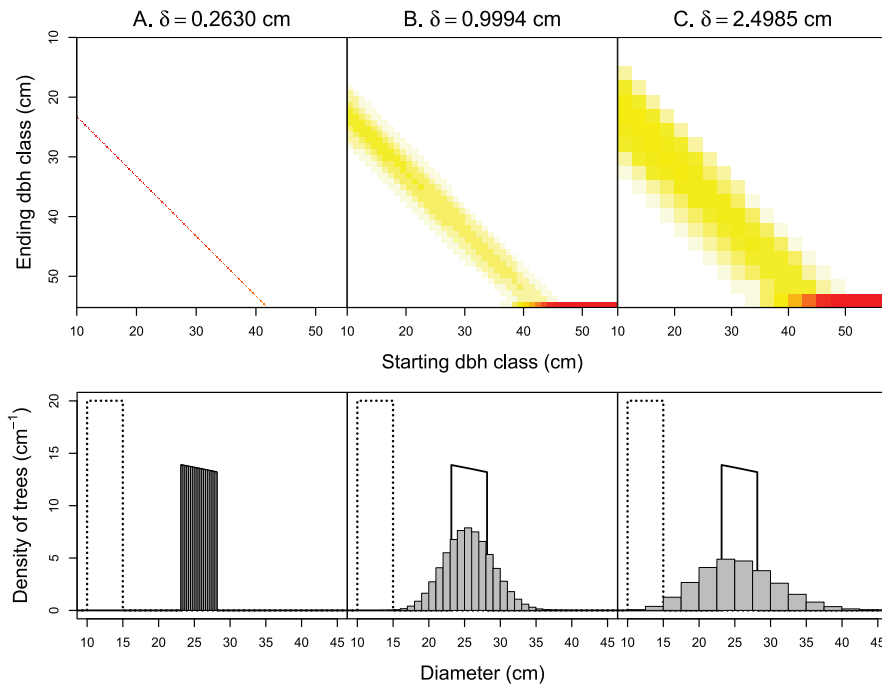 A. δ = 0.2630 cm
B. δ = 0.9994 cm
C. δ = 2.4985 cm
Ending dbh class (cm)
10
20
30
40
50
10 20 30 40 50
10 20 30 40 50
10 20 30 40 50
Starting dbh class (cm)
Density of trees (cm⁻¹)
20
15
10
5
0
10 15 20 25 30 35 40 45
10 15 20 25 30 35 40 45
10 15 20 25 30 35 40 45
Diameter (cm)